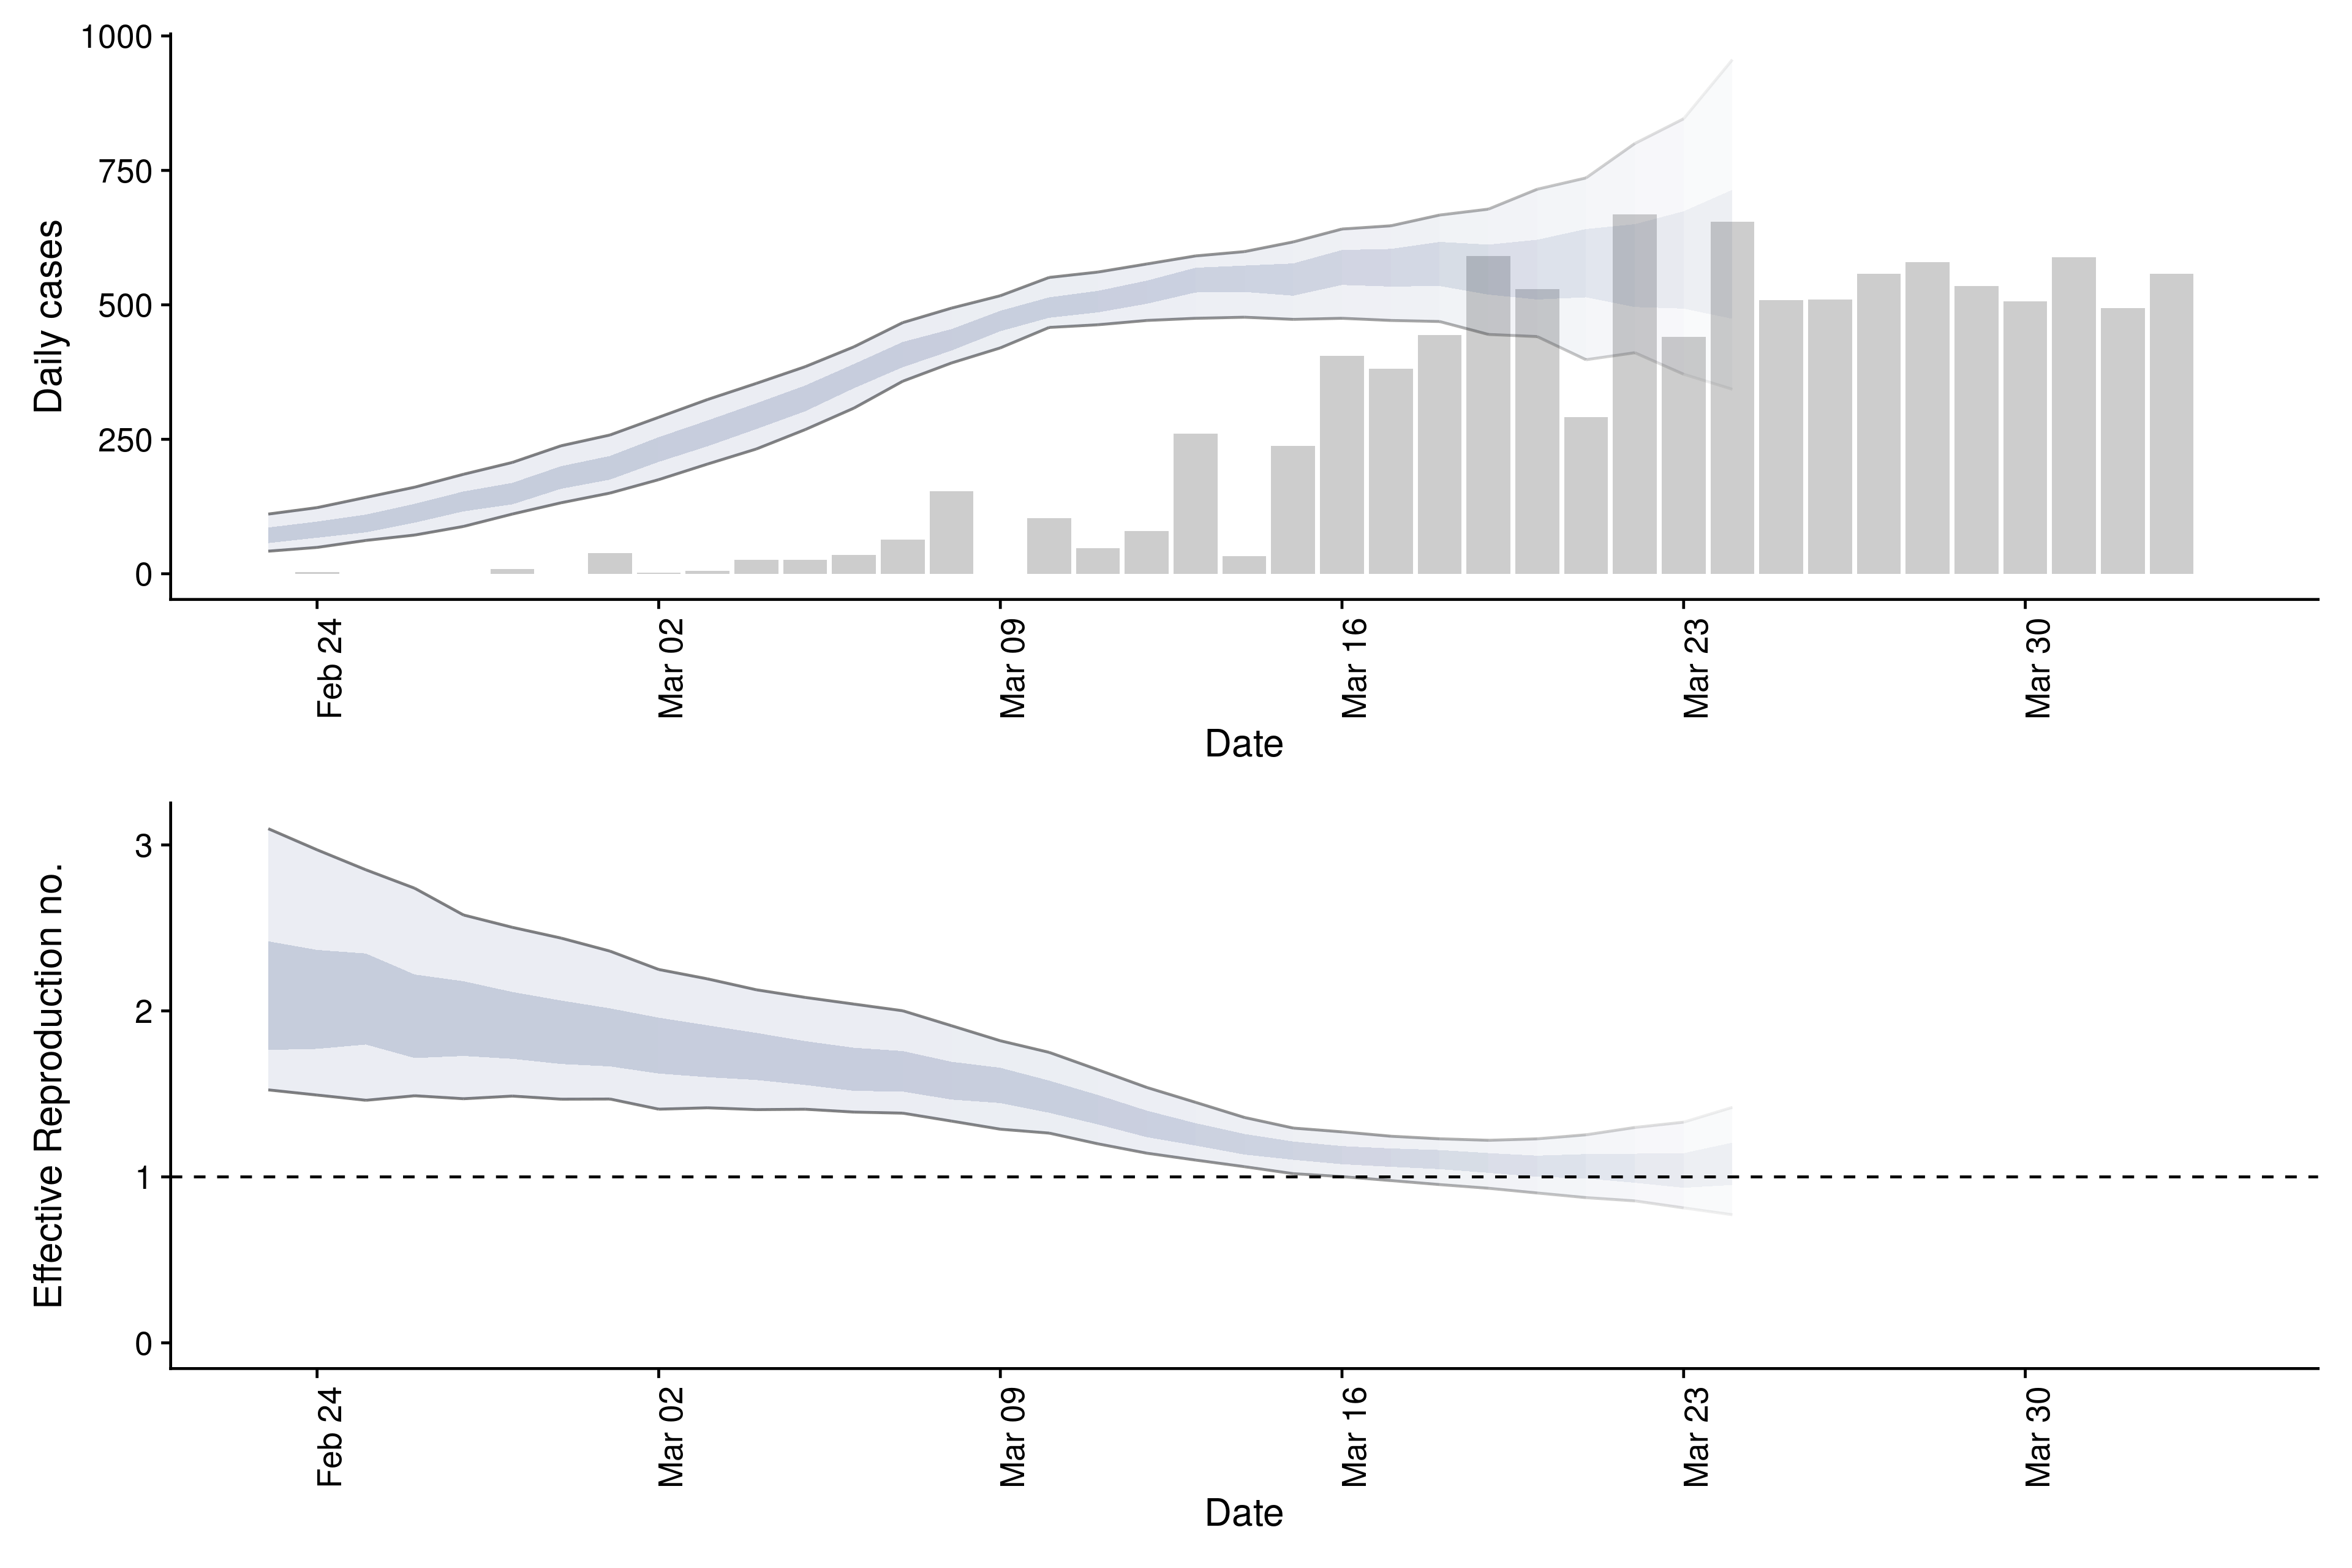 Daily cases
1000
750
500
250
0
Feb 24
Mar 02
Mar 09
Mar 16
Mar 23
Mar 30
Date
Effective Reproduction no.
3
2
1
0
Feb 24
Mar 02
Mar 09
Mar 16
Mar 23
Mar 30
Date